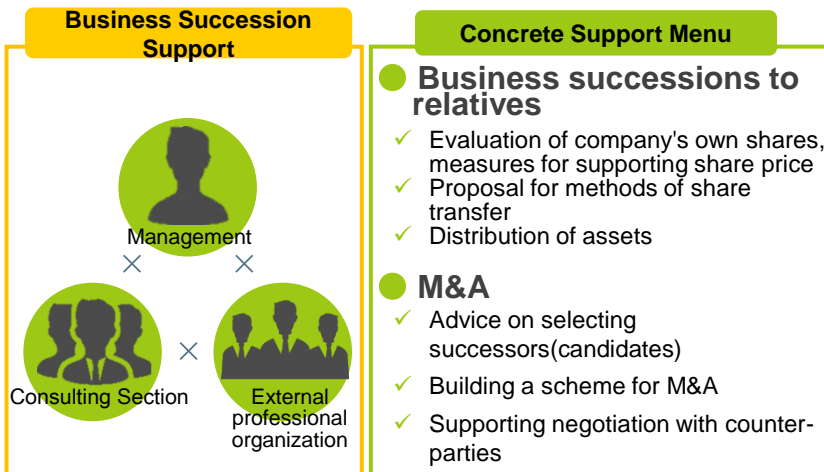 Business Succession
Support
Management
×
×
×
Consulting Section
External
professional
organization
Concrete Support Menu
● Business successions to
relatives
✓ Evaluation of company's own shares,
measures for supporting share price
✓ Proposal for methods of share
transfer
✓ Distribution of assets
● M&A
✓ Advice on selecting
successors(candidates)
✓ Building a scheme for M&A
✓ Supporting negotiation with counter-
parties